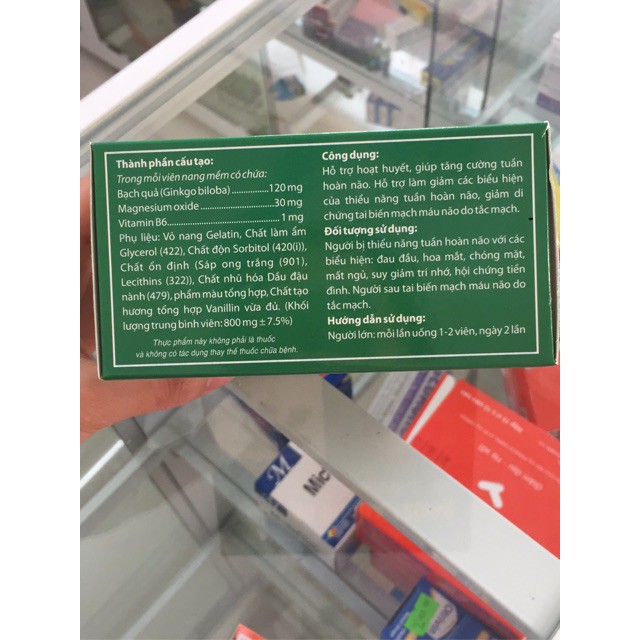 Thành phần cấu tạo:
Trong mỗi viên nang mềm có chứa:
Bạch quả (Ginkgo biloba) ...............120 mg
Magnesium oxide ..............................30 mg
Vitamin B6..............................................1 mg
Phụ liệu: Vỏ nang Gelatin, Chất làm ẩm
Glycerol (422), Chất độn Sorbitol (420(i)),
Chất ổn định (Sáp ong trắng (901),
Lecithins (322)), Chất nhũ hóa Dầu đậu
nành (479), phẩm màu tổng hợp, Chất tạo
hương tổng hợp Vanillin vừa đủ. (Khối
lượng trung bình viên: 800 mg ± 7.5%)
Thực phẩm này không phải là thuốc
và không có tác dụng thay thế thuốc chữa bệnh.
Công dụng:
Hỗ trợ hoạt huyết, giúp tăng cường tuần
hoàn não. Hỗ trợ làm giảm các biểu hiện
của thiểu năng tuần hoàn não, giảm di
chứng tai biến mạch máu não do tắc mạch.
Đối tượng sử dụng:
Người bị thiểu năng tuần hoàn não với các
biểu hiện: đau đầu, hoa mắt, chóng mặt,
mất ngủ, suy giảm trí nhớ, hội chứng tiền
đình. Người sau tai biến mạch máu não do
tắc mạch.
Hướng dẫn sử dụng:
Người lớn: mỗi lần uống 1-2 viên, ngày 2 lần
M
Mic